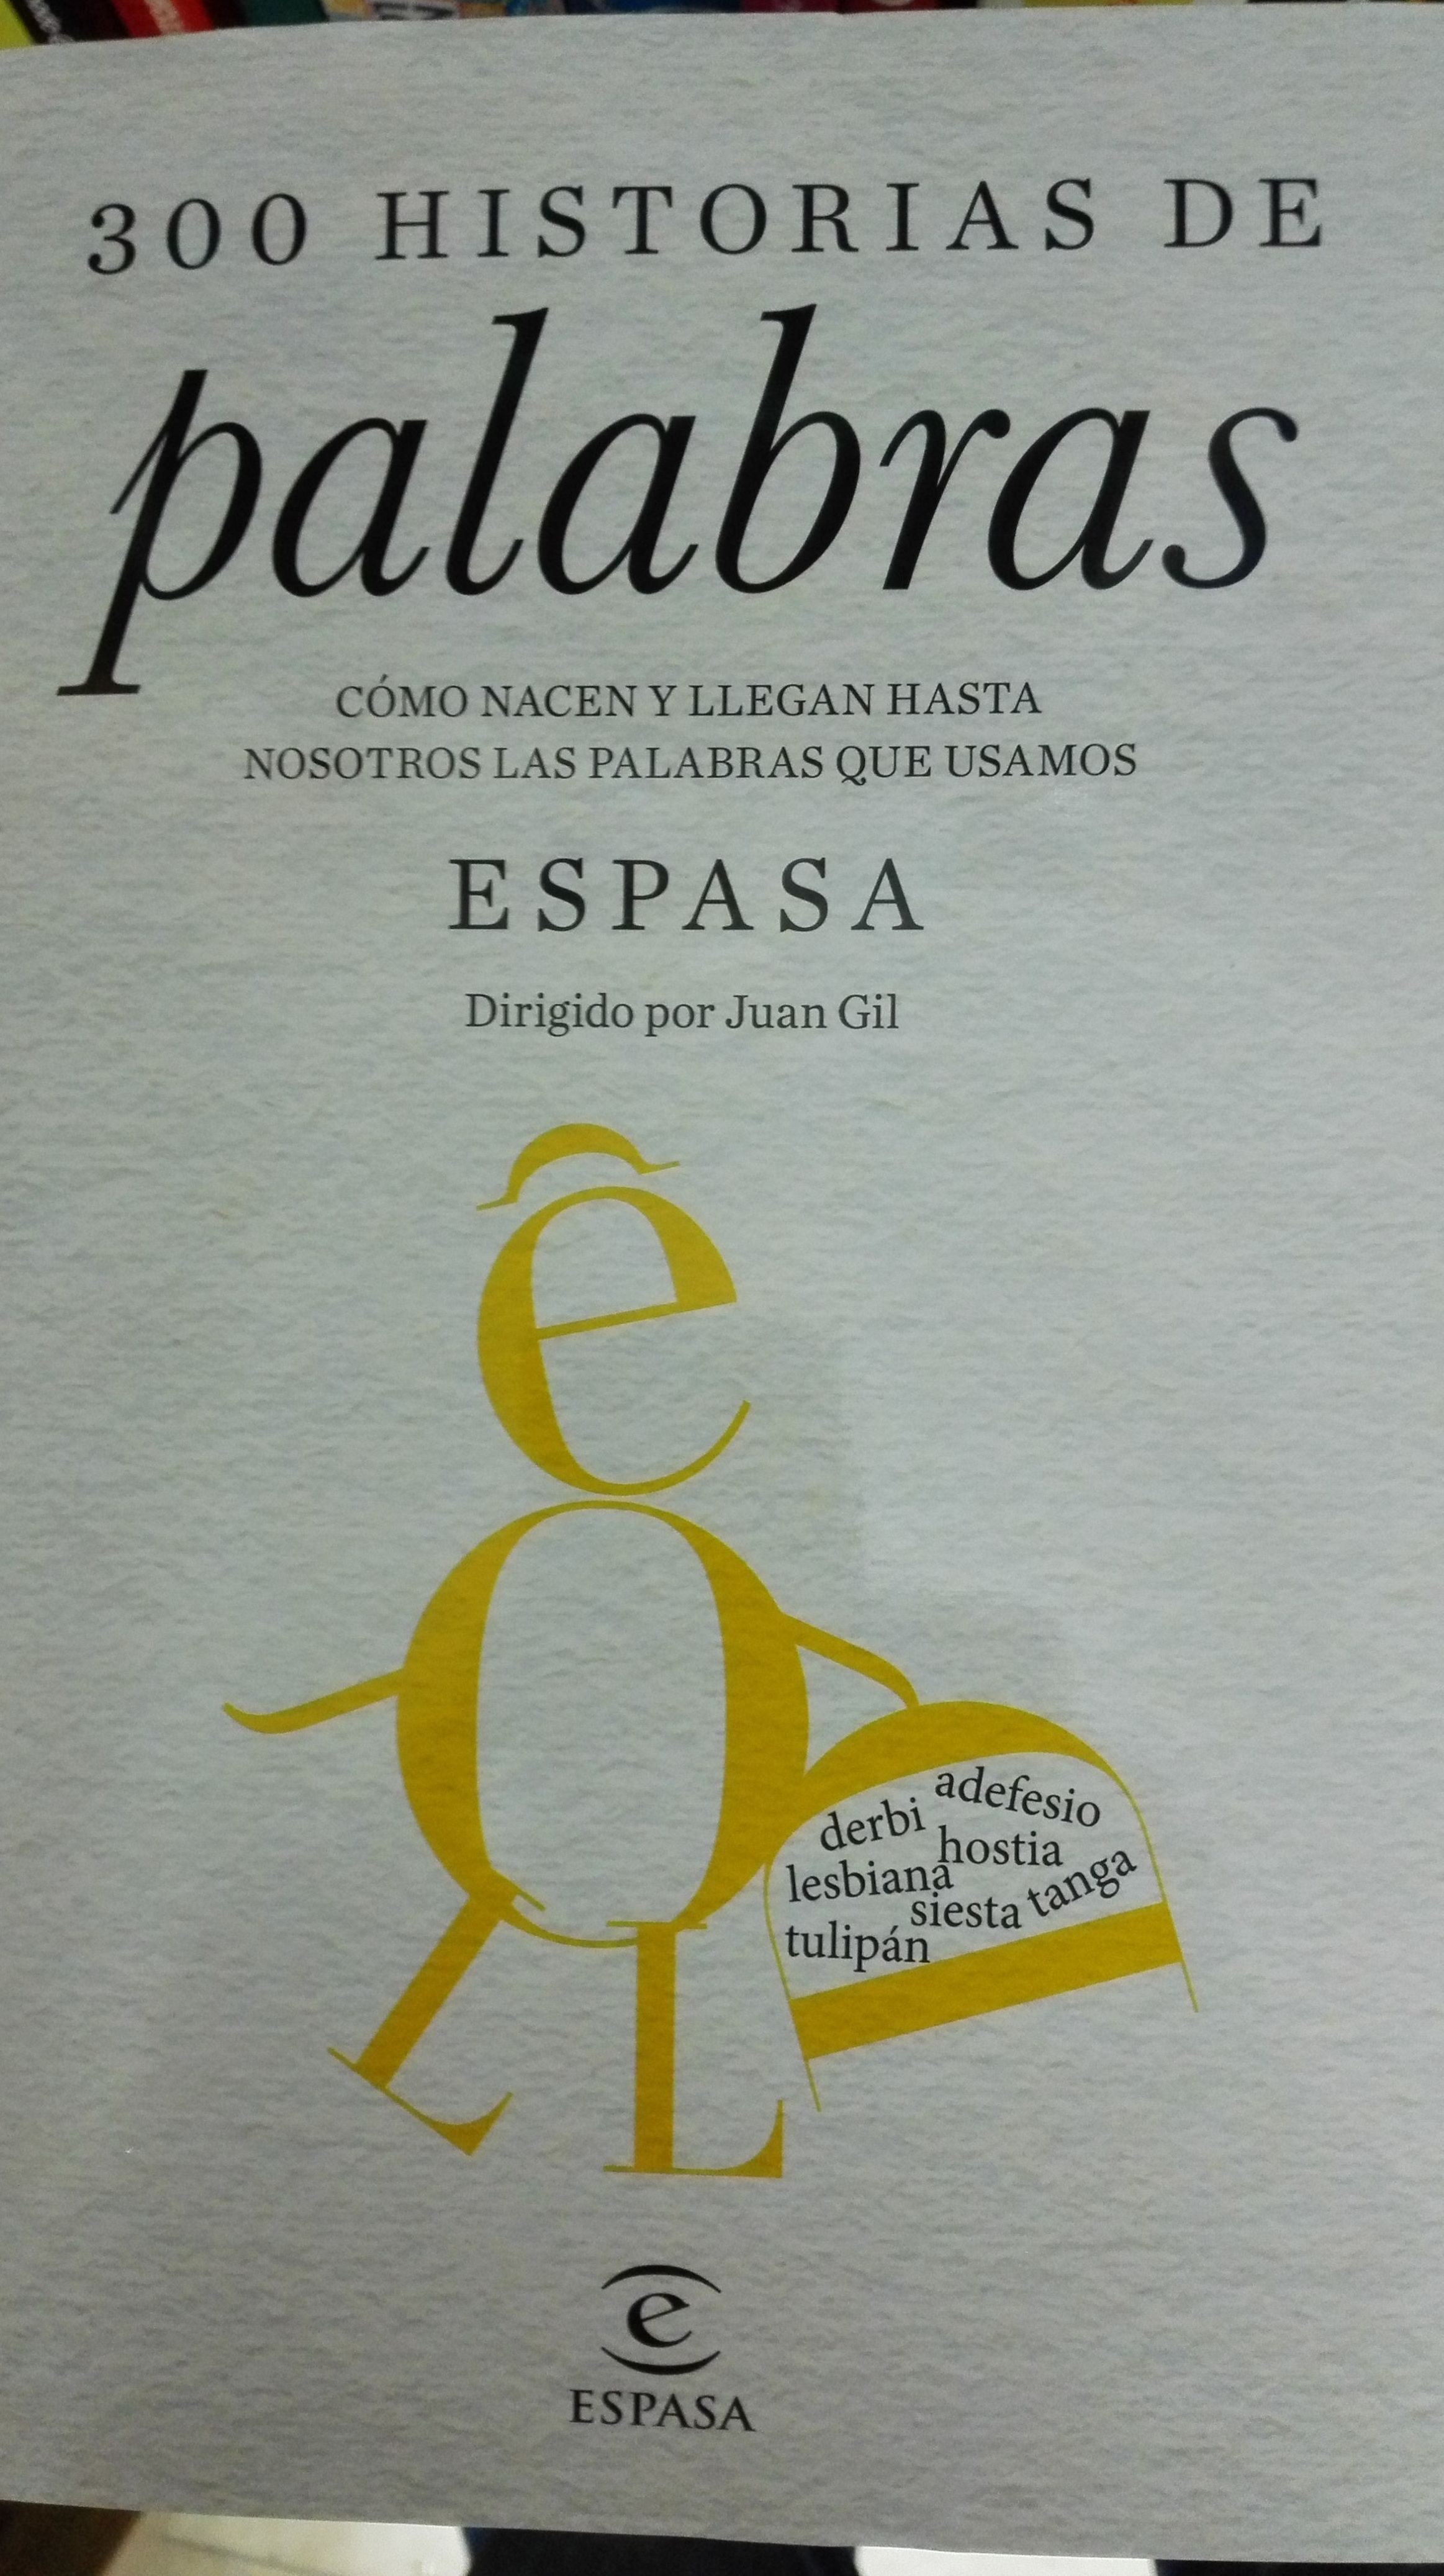 300 HISTORIAS DE
palabras
CÓMO NACEN Y LLEGAN HASTA
NOSOTROS LAS PALABRAS QUE USAMOS
ESPASA
Dirigido por Juan Gil
adefesio
derbi
hostia
lesbiana
tanga
siesta
tulipán
e
ESPASA